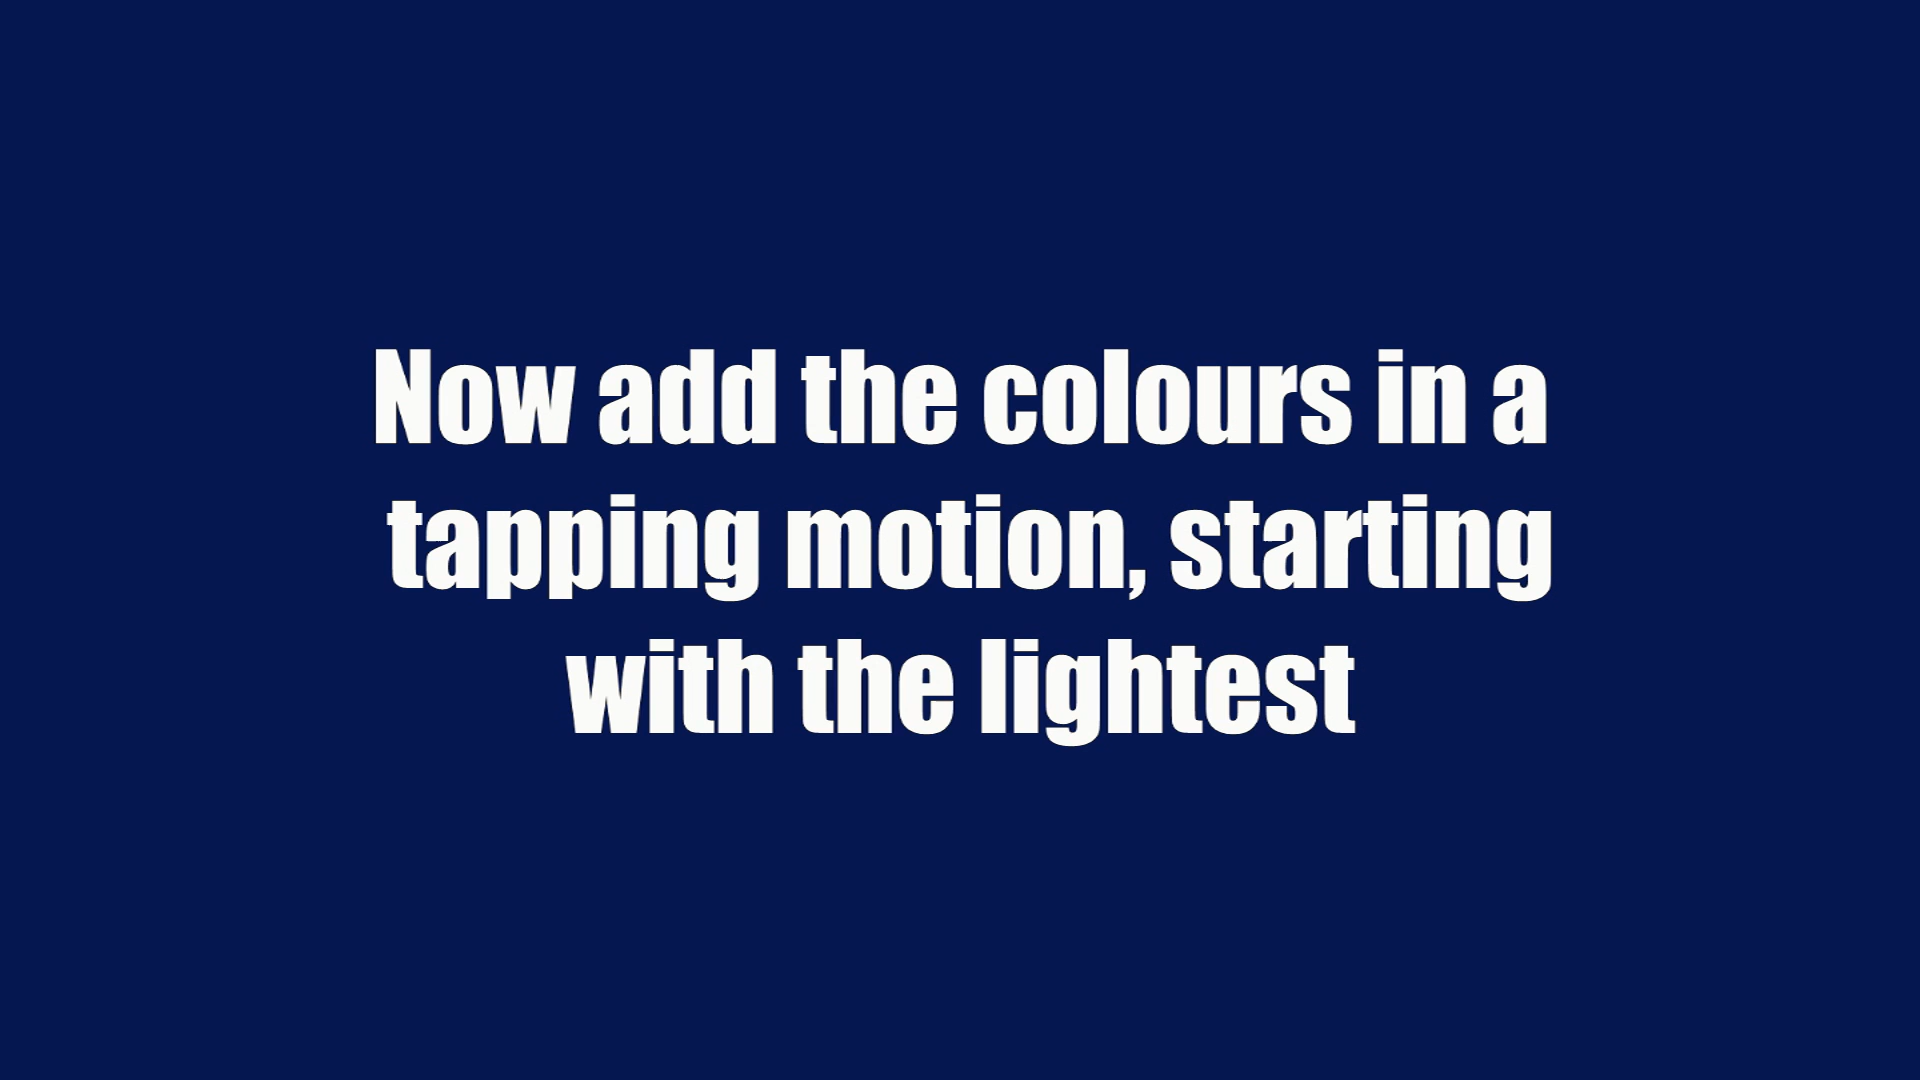 Now add the colours in a
tapping motion, starting
with the lightest